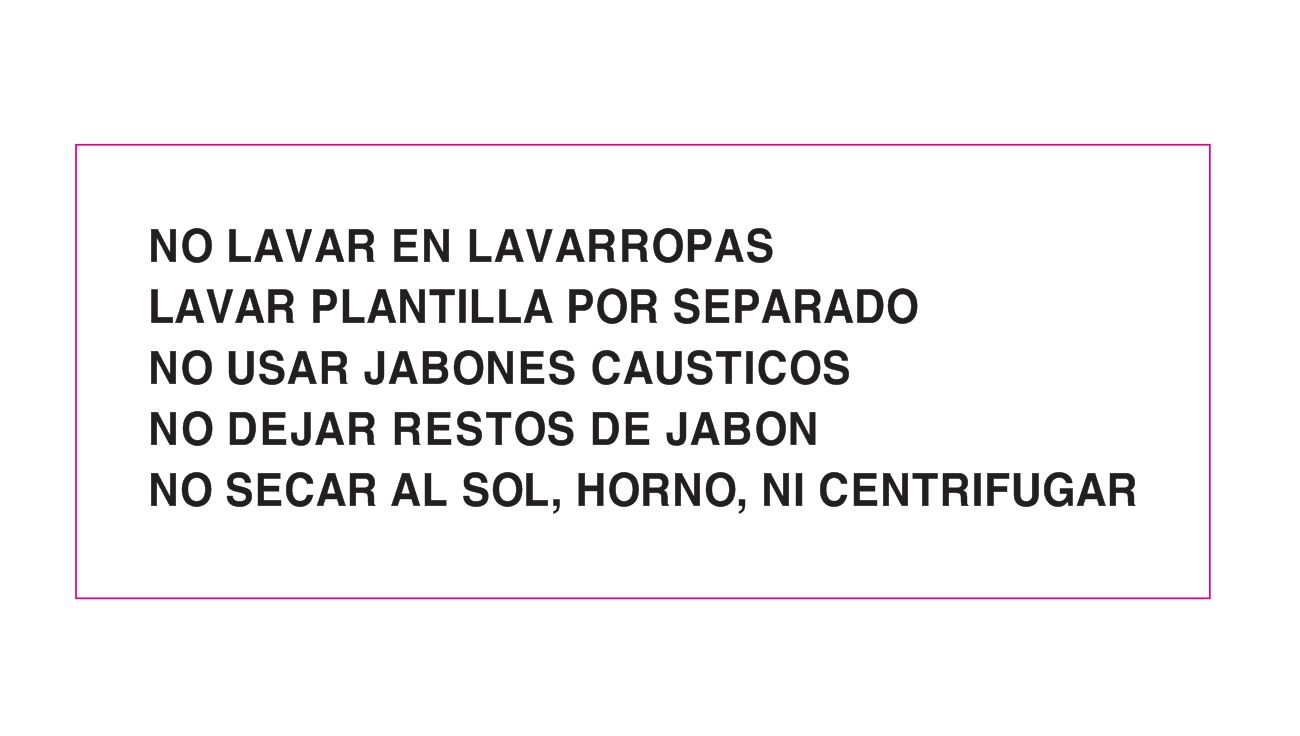 NO LAVAR EN LAVARROPAS
LAVAR PLANTILLA POR SEPARADO
NO USAR JABONES CAUSTICOS
NO DEJAR RESTOS DE JABON
NO SECAR AL SOL, HORNO, NI CENTRIFUGAR